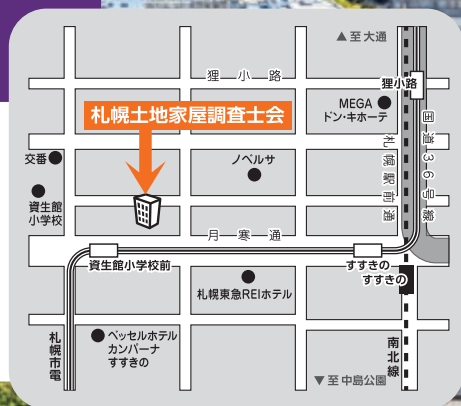 ▲至大通
狸小路
狸小路
MEGA
ドン・キホーテ
国道36号線
札幌駅前通
札幌土地家屋調査士会
交番
ノベルサ
資生館
小学校
月寒通
資生館小学校前
すすきの
すすきの
札幌東急REIホテル
札幌市電
ベッセルホテル
カンパーナ
すすきの
南北線
▼至中島公園